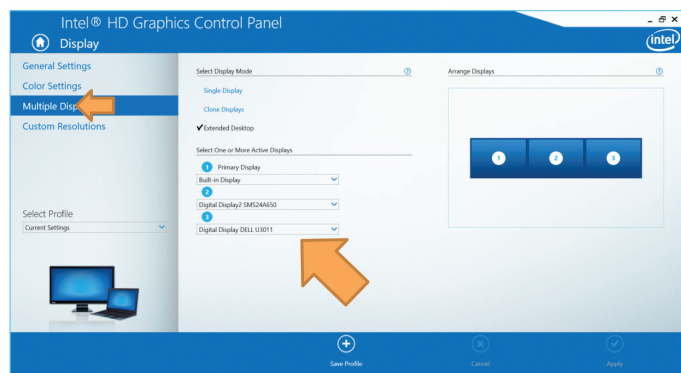 Intel® HD Graphics Control Panel
Display
intel
General Settings
Color Settings
Multiple Disp
Custom Resolutions
Select Profile
Current Settings
Select Display Mode
Single Display
Clone Displays
Extended Desktop
Select One or More Active Displays
1 Primary Display
Built-in Display
2
Digital Display2 SMS24A650
3
Digital Display DELL U3011
Arrange Displays
1 2 3
Save Profile
Cancel
Apply